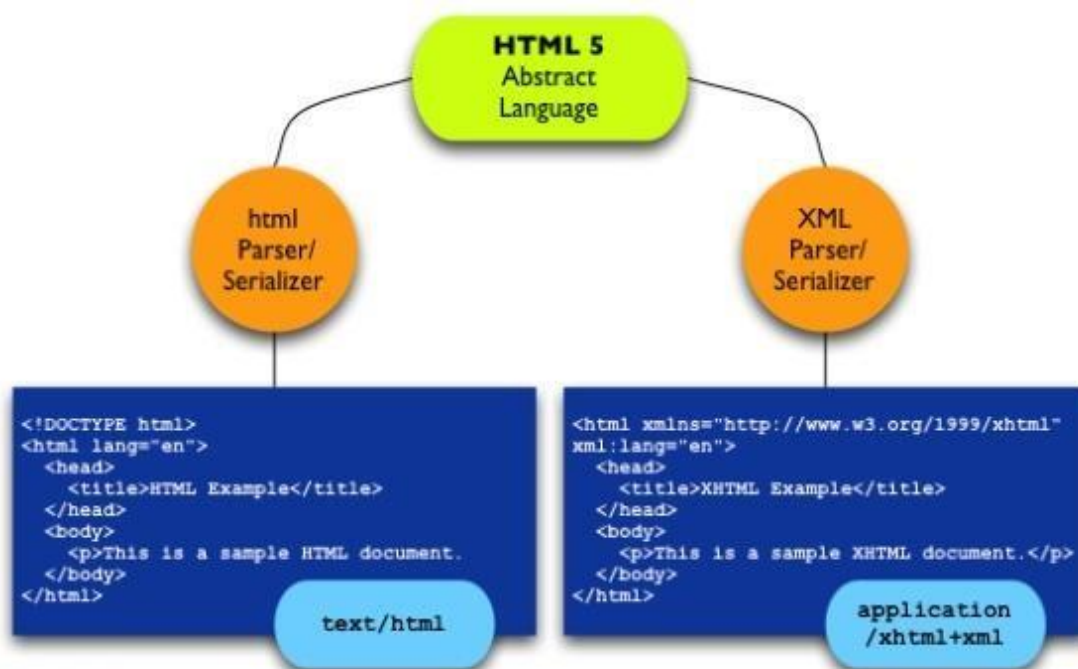 HTML 5
Abstract
Language
html
Parser/
Serializer
XML
Parser/
Serializer
<!DOCTYPE html>
<html lang="en">
  <head>
    <title>HTML Example</title>
  </head>
  <body>
    <p>This is a sample HTML document.
  </body>
</html>
text/html
<html xmlns="http://www.w3.org/1999/xhtml"
xml:lang="en">
  <head>
    <title>XHTML Example</title>
  </head>
  <body>
    <p>This is a sample XHTML document.</p>
  </body>
</html>
application
/xhtml+xml